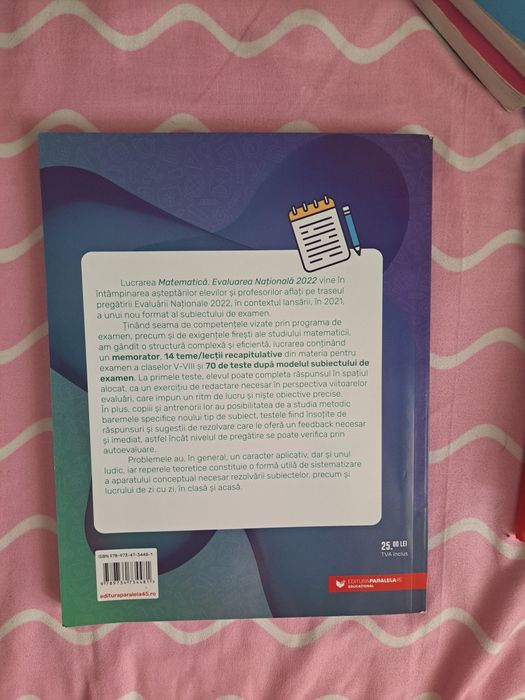 Lucrarea Matematică. Evaluarea Națională 2022 vine în
întâmpinarea așteptărilor elevilor și profesorilor aflați pe traseul
pregătirii Evaluării Naționale 2022, în contextul lansării, în 2021,
a unui nou format al subiectului de examen.
Ținând seama de competențele vizate prin programa de
examen, precum și de exigențele firești ale studiului matematicii,
am gândit o structură complexă și eficientă, lucrarea conținând
un memorator, 14 teme/lecții recapitulative din materia pentru
examen a claselor V-VIII și 70 de teste după modelul subiectului de
examen. La primele teste, elevul poate completa răspunsul în spațiul
alocat, ca un exercițiu de redactare necesar în perspectiva viitoarelor
evaluări, care impun un ritm de lucru și niște obiective precise.
În plus, copiii și antrenorii lor au posibilitatea de a studia metodic
baremele specifice noului tip de subiect, testele fiind însoțite de
răspunsuri și sugestii de rezolvare care le oferă un feedback necesar
și imediat, astfel încât nivelul de pregătire se poate verifica prin
autoevaluare.
Problemele au, în general, un caracter aplicativ, dar și unul
ludic, iar reperele teoretice constituie o formă utilă de sistematizare
a aparatului conceptual necesar rezolvării subiectelor, precum și
lucrului de zi cu zi, în clasă și acasă.
25.00 LEI
TVA inclus
ISBN 978-973-47-3448-1
9 789734 734481
edituraparalela45.ro
EDITURA PARALELA 45
EDUCAȚIONAL